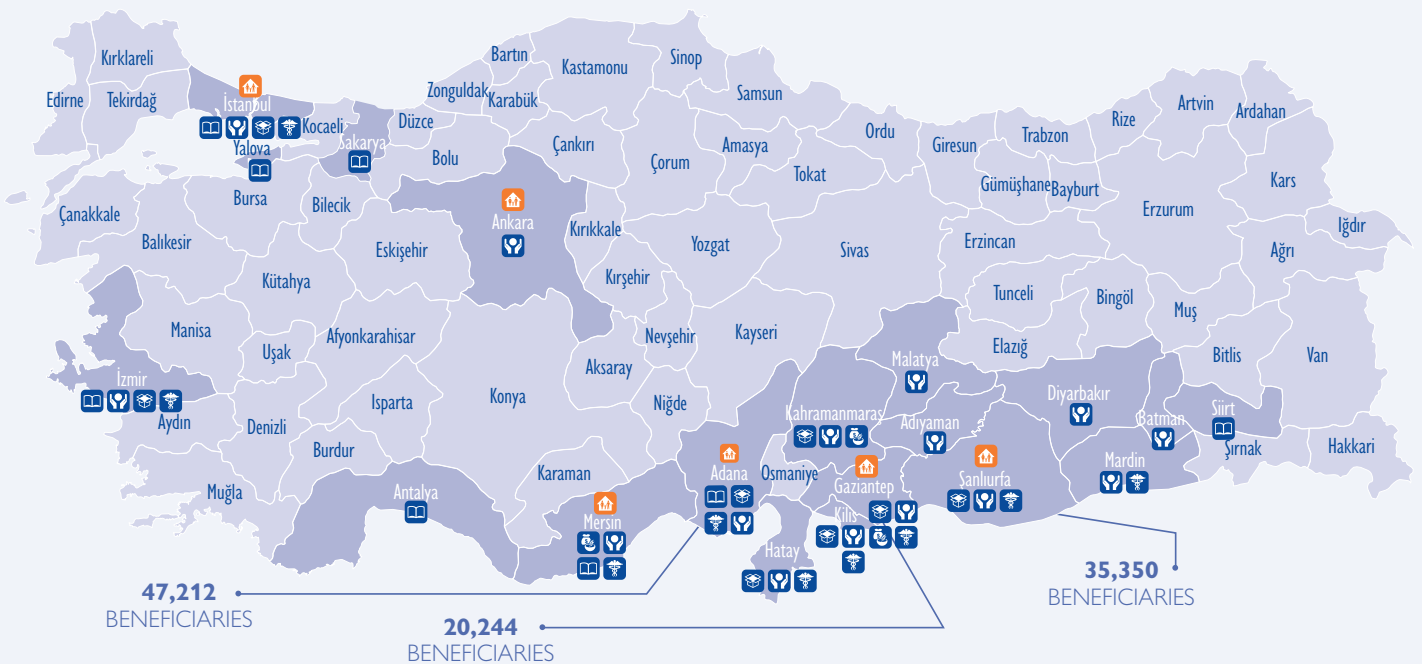 Kırklareli
Edirne
Tekirdağ
İstanbul
Kocaeli
Yalova
Sakarya
Düzce
Zonguldak
Bartın
Karabük
Kastamonu
Sinop
Samsun
Ordu
Giresun
Trabzon
Rize
Artvin
Ardahan
Bolu
Çankırı
Çorum
Amasya
Tokat
Gümüşhane
Bayburt
Kars
Iğdır
Çanakkale
Balıkesir
Bursa
Bilecik
Eskişehir
Ankara
Kırıkkale
Yozgat
Sivas
Erzincan
Erzurum
Ağrı
Kütahya
Kırşehir
Tunceli
Bingöl
Muş
Manisa
Uşak
Afyonkarahisar
Nevşehir
Kayseri
Elazığ
Bitlis
Van
İzmir
Aydın
Denizli
Isparta
Konya
Aksaray
Niğde
Malatya
Diyarbakır
Batman
Siirt
Şırnak
Hakkari
Burdur
Muğla
Antalya
Karaman
Mersin
Adana
Osmaniye
Kahramanmaraş
Adıyaman
Gaziantep
Şanlıurfa
Mardin
Kilis
Hatay
47,212
BENEFICIARIES
20,244
BENEFICIARIES
35,350
BENEFICIARIES